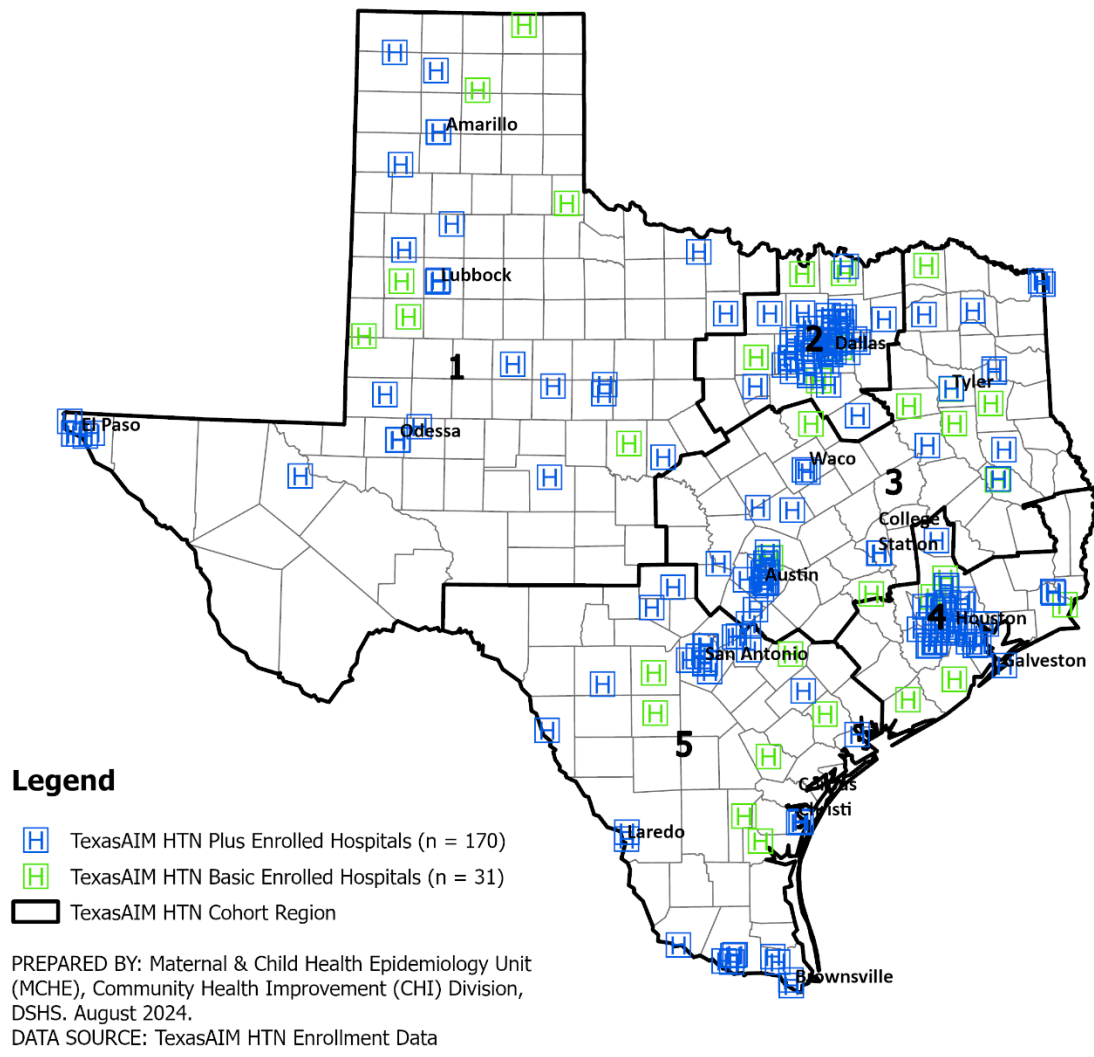 Amarillo
Lubbock
2
Dallas
1
Tyler
El Paso
Odessa
Waco
3
College
Station
Austin
4
Houston
San Antonio
Galveston
5
Corpus
Christi
Laredo
Brownsville
Legend
H TexasAIM HTN Plus Enrolled Hospitals (n = 170)
H TexasAIM HTN Basic Enrolled Hospitals (n = 31)
TexasAIM HTN Cohort Region
PREPARED BY: Maternal & Child Health Epidemiology Unit
(MCHE), Community Health Improvement (CHI) Division,
DSHS. August 2024.
DATA SOURCE: TexasAIM HTN Enrollment Data